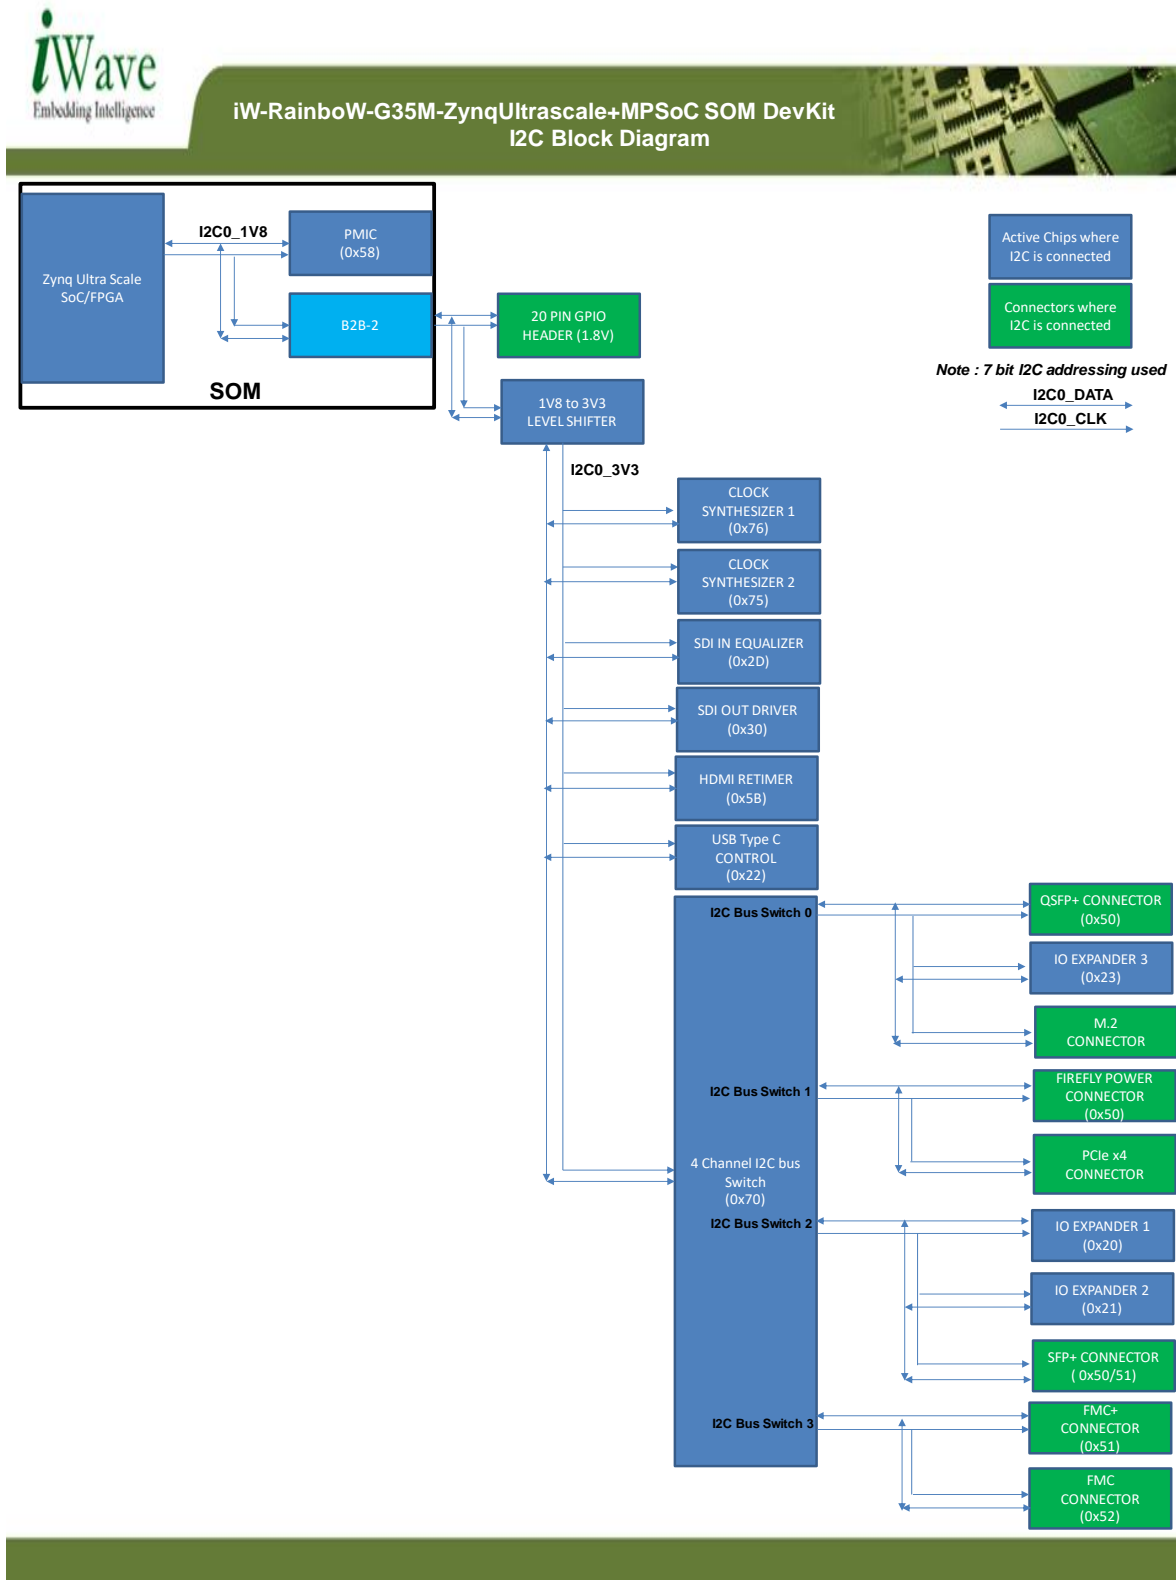 iWave
Embedding Intelligence
iW-RainboW-G35M-ZynqUltrascale+MPSoC SOM DevKit
I2C Block Diagram
Zynq Ultra Scale
SoC/FPGA
I2C0_1V8
PMIC
(0x58)
B2B-2
SOM
20 PIN GPIO
HEADER (1.8V)
1V8 to 3V3
LEVEL SHIFTER
Active Chips where
I2C is connected
Connectors where
I2C is connected
Note : 7 bit I2C addressing used
I2C0_DATA
I2C0_CLK
I2C0_3V3
CLOCK
SYNTHESIZER 1
(0x76)
CLOCK
SYNTHESIZER 2
(0x75)
SDI IN EQUALIZER
(0x2D)
SDI OUT DRIVER
(0x30)
HDMI RETIMER
(0x5B)
USB Type C
CONTROL
(0x22)
I2C Bus Switch 0
I2C Bus Switch 1
4 Channel I2C bus
Switch
(0x70)
I2C Bus Switch 2
I2C Bus Switch 3
QSFP+ CONNECTOR
(0x50)
IO EXPANDER 3
(0x23)
M.2
CONNECTOR
FIREFLY POWER
CONNECTOR
(0x50)
PCIe x4
CONNECTOR
IO EXPANDER 1
(0x20)
IO EXPANDER 2
(0x21)
SFP+ CONNECTOR
( 0x50/51)
FMC+
CONNECTOR
(0x51)
FMC
CONNECTOR
(0x52)